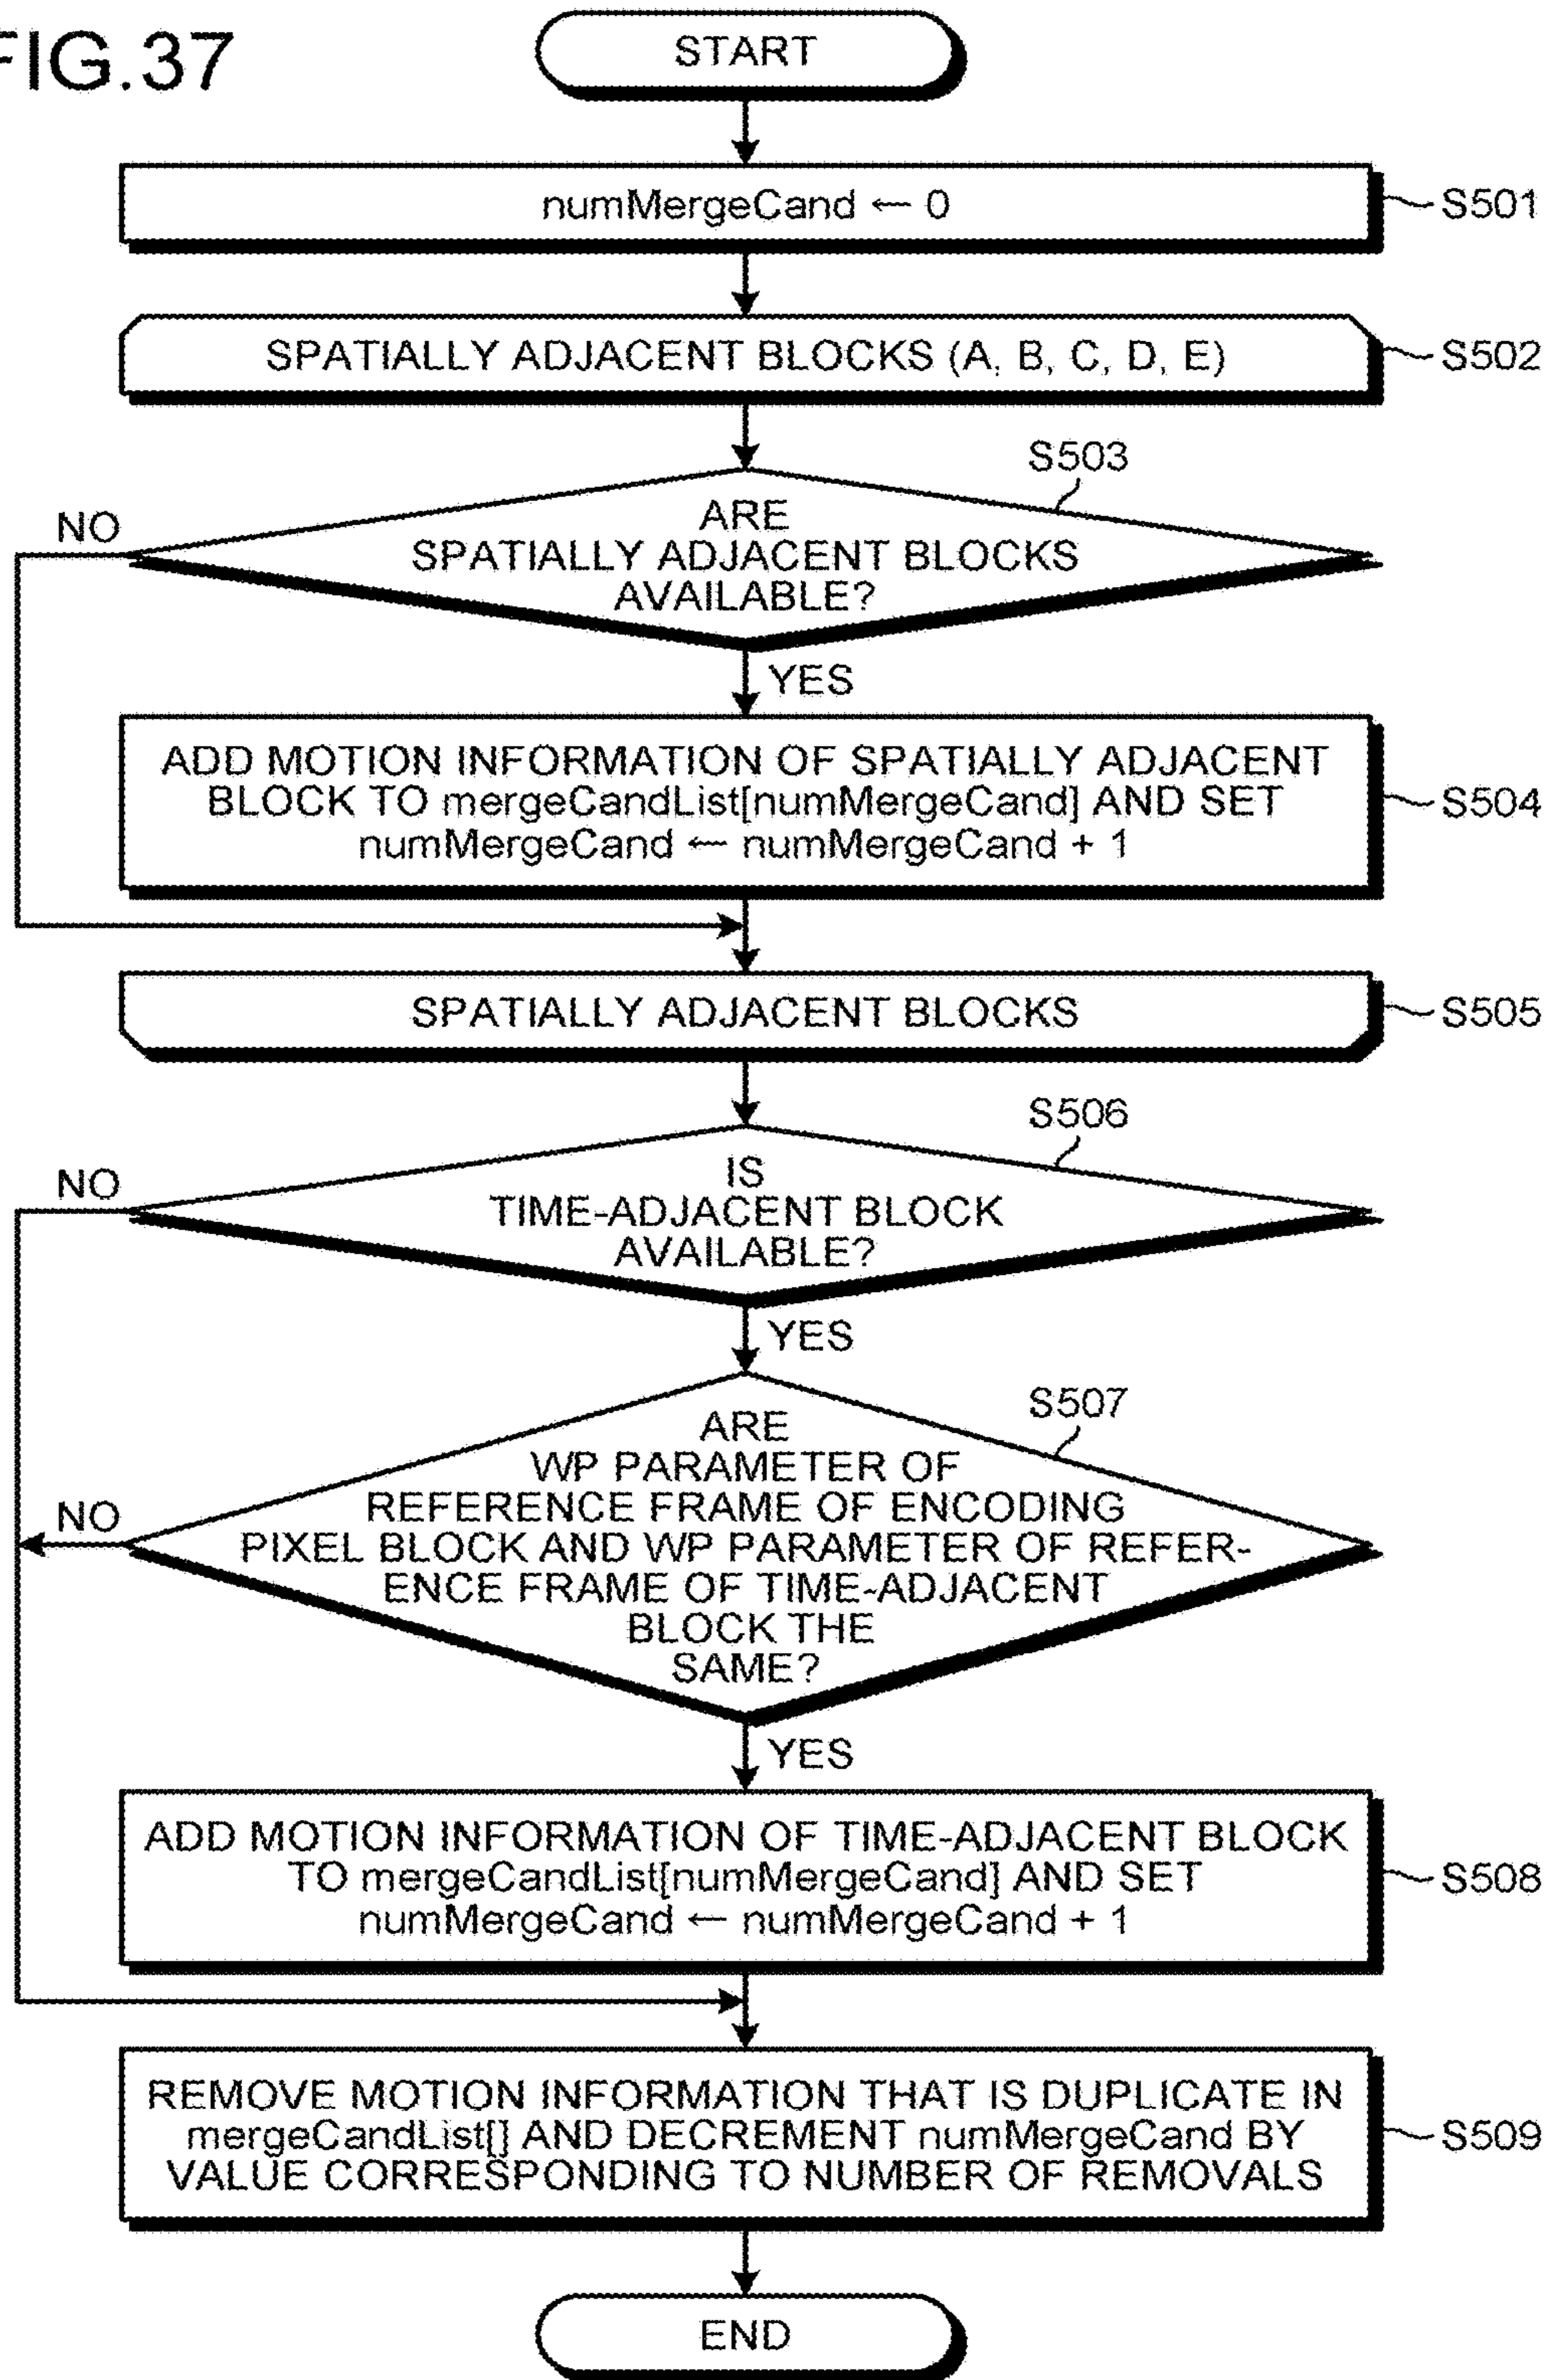 FIG.37
START
numMergeCand ← 0
S501
SPATIALLY ADJACENT BLOCKS (A, B, C, D, E)
S502
S503
NO
ARE
SPATIALLY ADJACENT BLOCKS
AVAILABLE?
YES
ADD MOTION INFORMATION OF SPATIALLY ADJACENT
BLOCK TO mergeCandList[numMergeCand] AND SET
numMergeCand ← numMergeCand + 1
S504
SPATIALLY ADJACENT BLOCKS
S505
S506
NO
IS
TIME-ADJACENT BLOCK
AVAILABLE?
YES
S507
ARE
WP PARAMETER OF
REFERENCE FRAME OF ENCODING
NO
PIXEL BLOCK AND WP PARAMETER OF REFER-
ENCE FRAME OF TIME-ADJACENT
BLOCK THE
SAME?
YES
ADD MOTION INFORMATION OF TIME-ADJACENT BLOCK
TO mergeCandList[numMergeCand] AND SET
numMergeCand ← numMergeCand + 1
S508
REMOVE MOTION INFORMATION THAT IS DUPLICATE IN
mergeCandList[] AND DECREMENT numMergeCand BY
VALUE CORRESPONDING TO NUMBER OF REMOVALS
S509
END